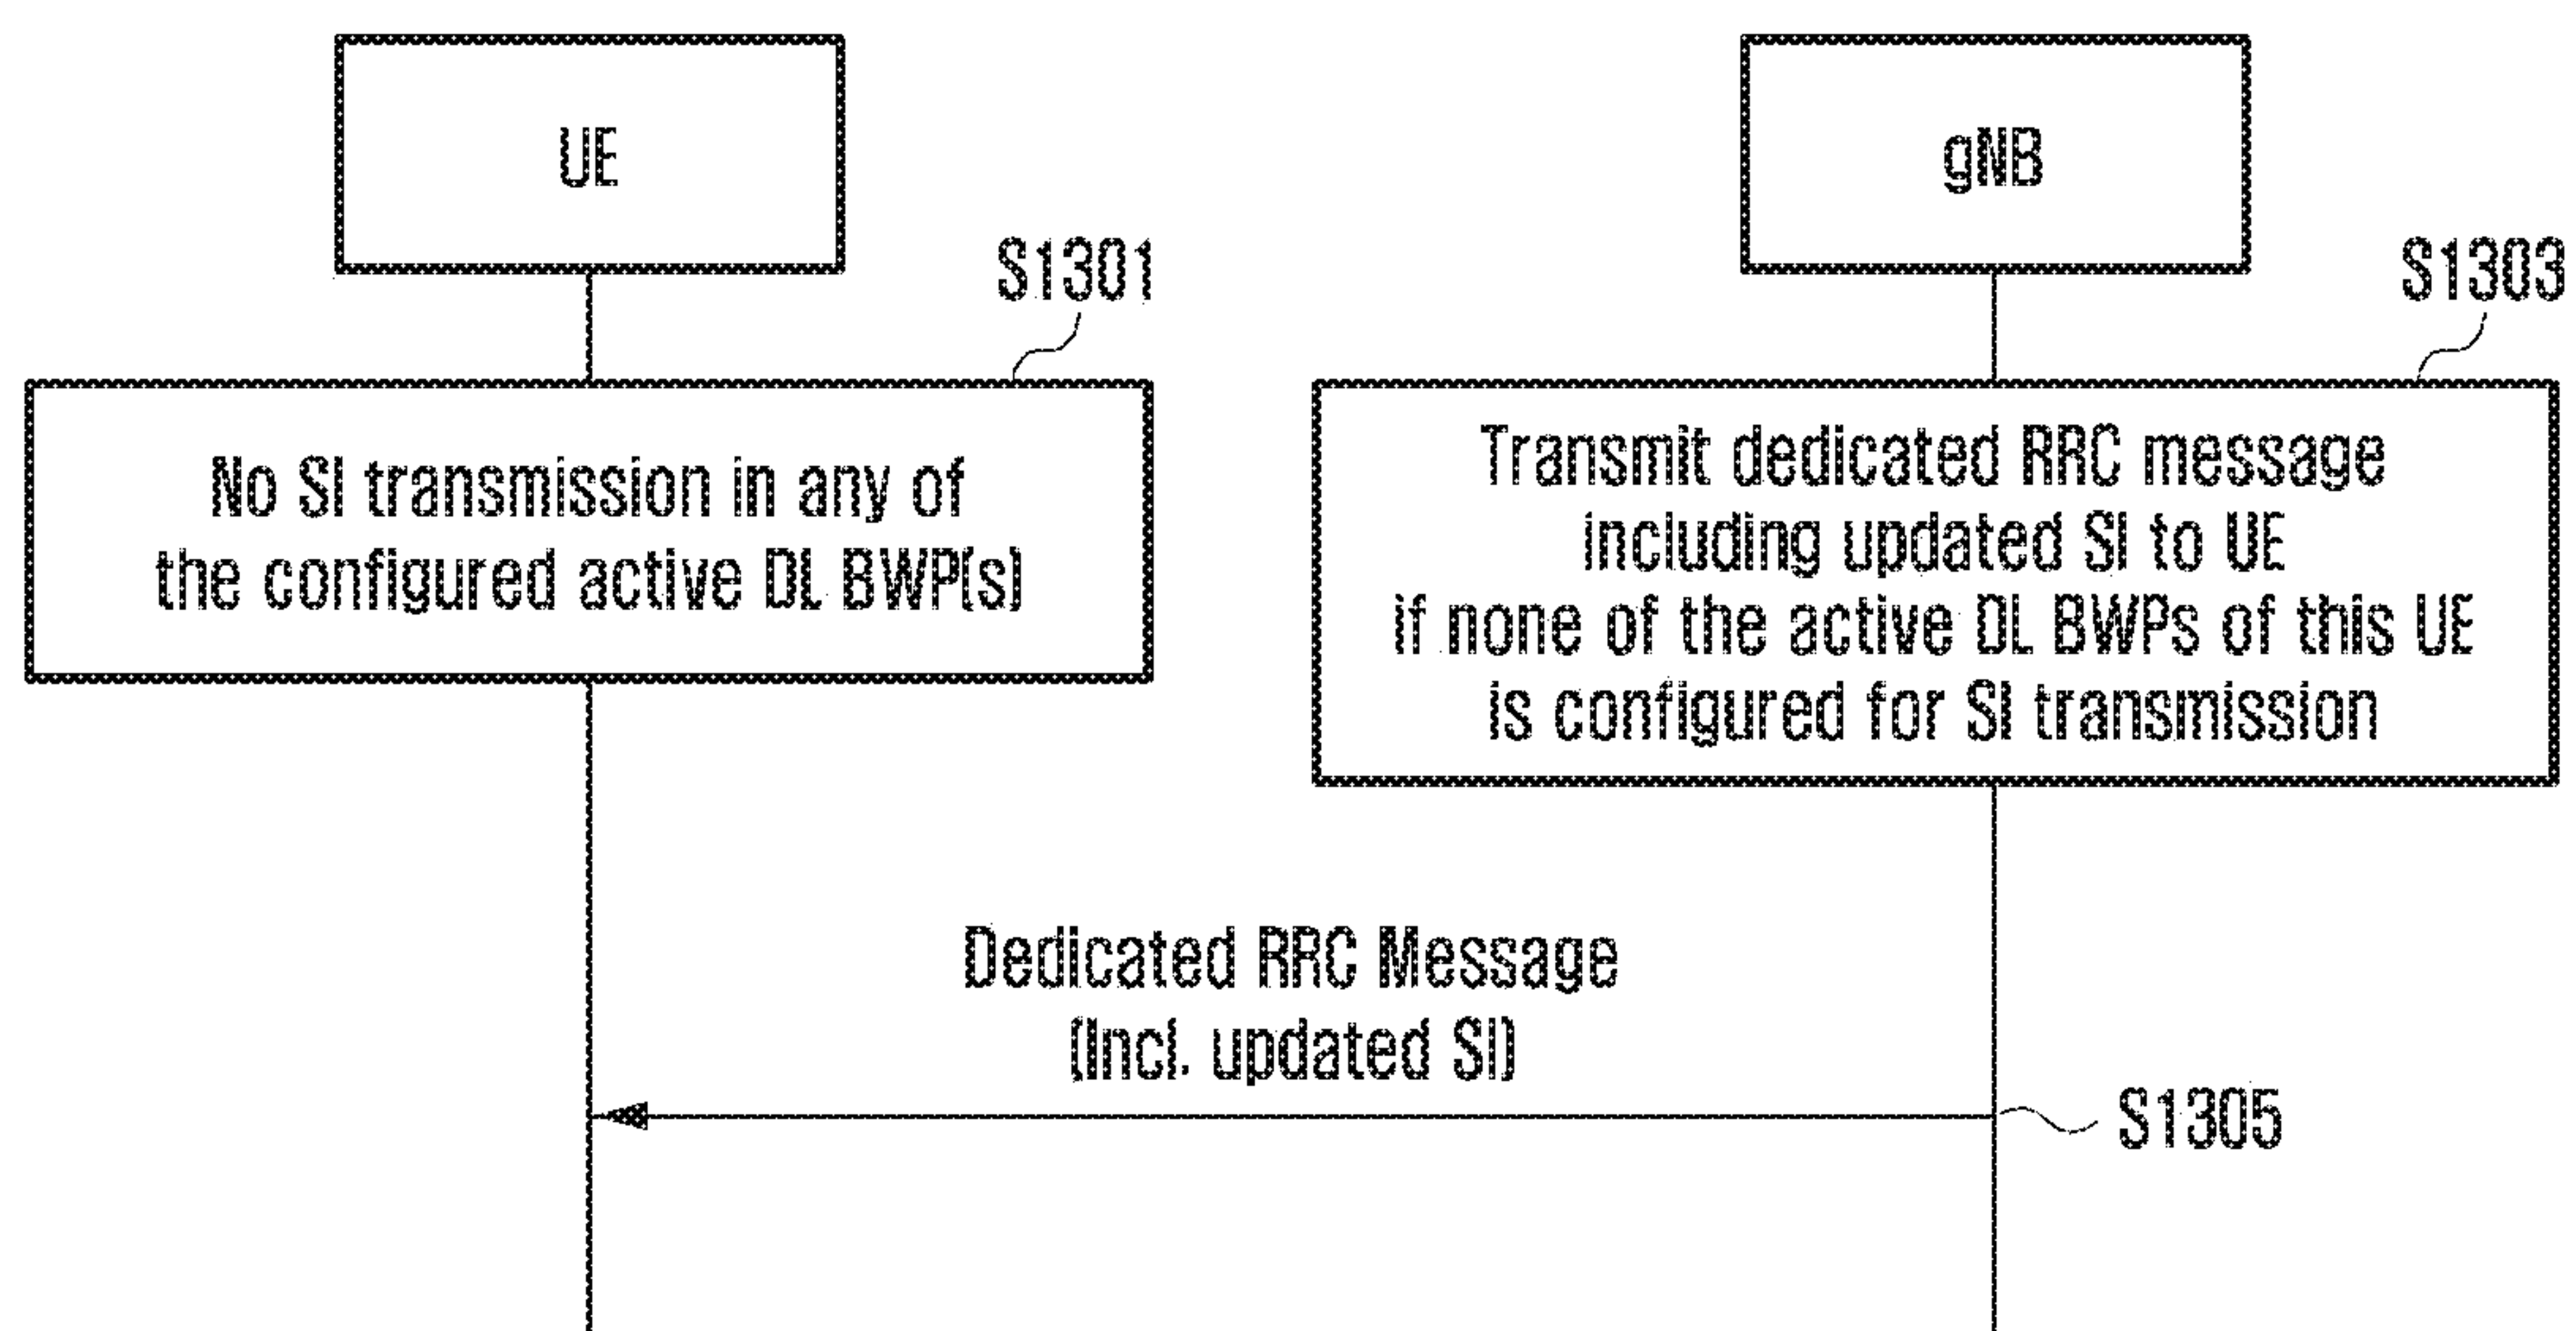 UE
gNB
S1301
S1303
No SI transmission in any of
the configured active DL BWP(s)
Transmit dedicated RRC message
including updated SI to UE
if none of the active DL BWPs of this UE
is configured for SI transmission
Dedicated RRC Message
(Incl. updated SI)
S1305